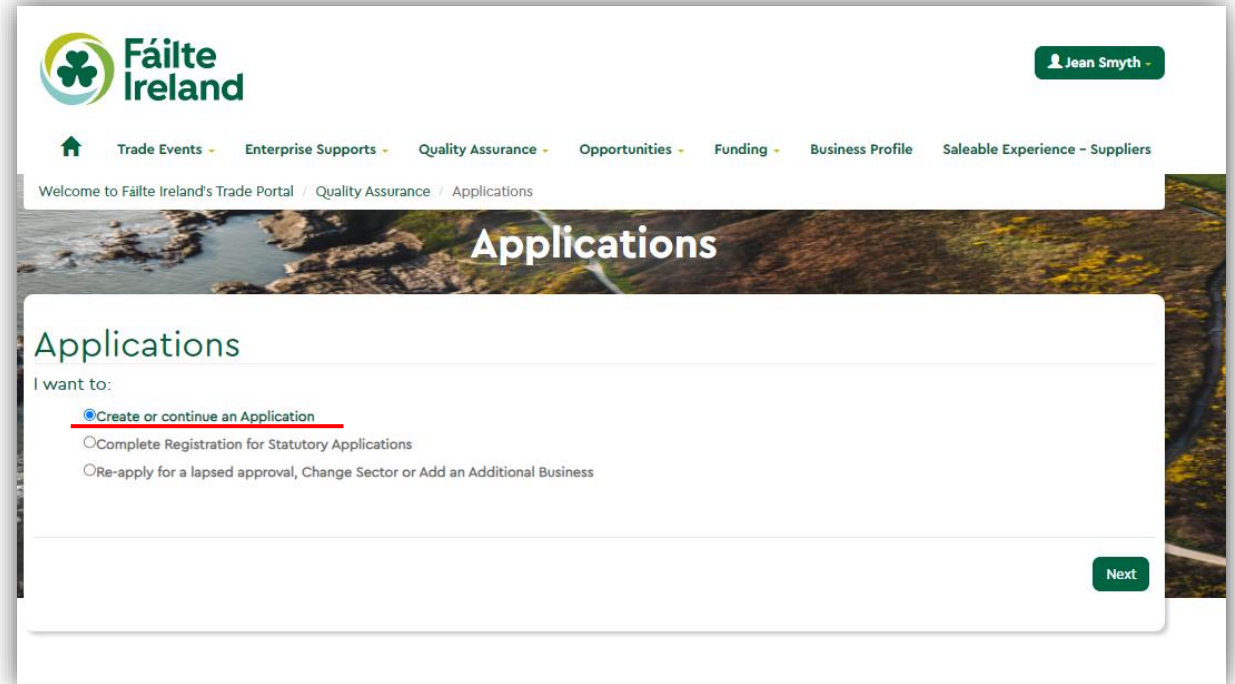 Fáilte
Ireland
Jean Smyth
Trade Events Enterprise Supports Quality Assurance Opportunities Funding Business Profile Saleable Experience - Suppliers
Welcome to Fáilte Ireland's Trade Portal / Quality Assurance / Applications
Applications
Applications
I want to:
Create or continue an Application
Complete Registration for Statutory Applications
Re-apply for a lapsed approval, Change Sector or Add an Additional Business
Next